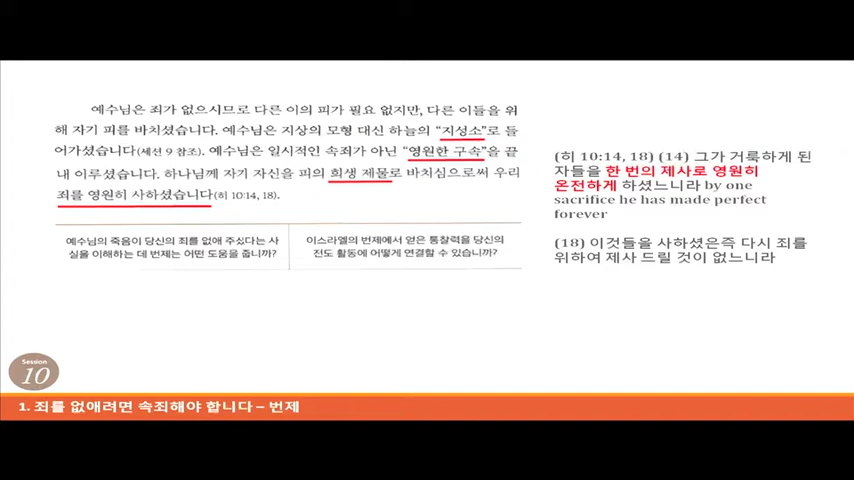 예수님은 죄가 없으시므로 다른 이의 피가 필요 없지만, 다른 이들을 위
해 자기 피를 바치셨습니다. 예수님은 지상의 모형 대신 하늘의 “지성소”로 들
어가셨습니다(세션 9 참조). 예수님은 일시적인 속죄가 아닌 “영원한 구속”을 끝
내 이루셨습니다. 하나님께 자기 자신을 피의 희생 제물로 바치심으로써 우리
죄를 영원히 사하셨습니다(히 10:14, 18).
예수님의 죽음이 당신의 죄를 없애 주셨다는 사
실을 이해하는 데 번제는 어떤 도움을 줍니까?
이스라엘의 번제에서 얻은 통찰력을 당신의
전도 활동에 어떻게 연결할 수 있습니까?
(히 10:14, 18) (14) 그가 거룩하게 된
자들을 한 번의 제사로 영원히
온전하게 하셨느니라 by one
sacrifice he has made perfect
forever
(18) 이것들을 사하셨은즉 다시 죄를
위하여 제사 드릴 것이 없느니라
Session
10
1. 죄를 없애려면 속죄해야 합니다 – 번제